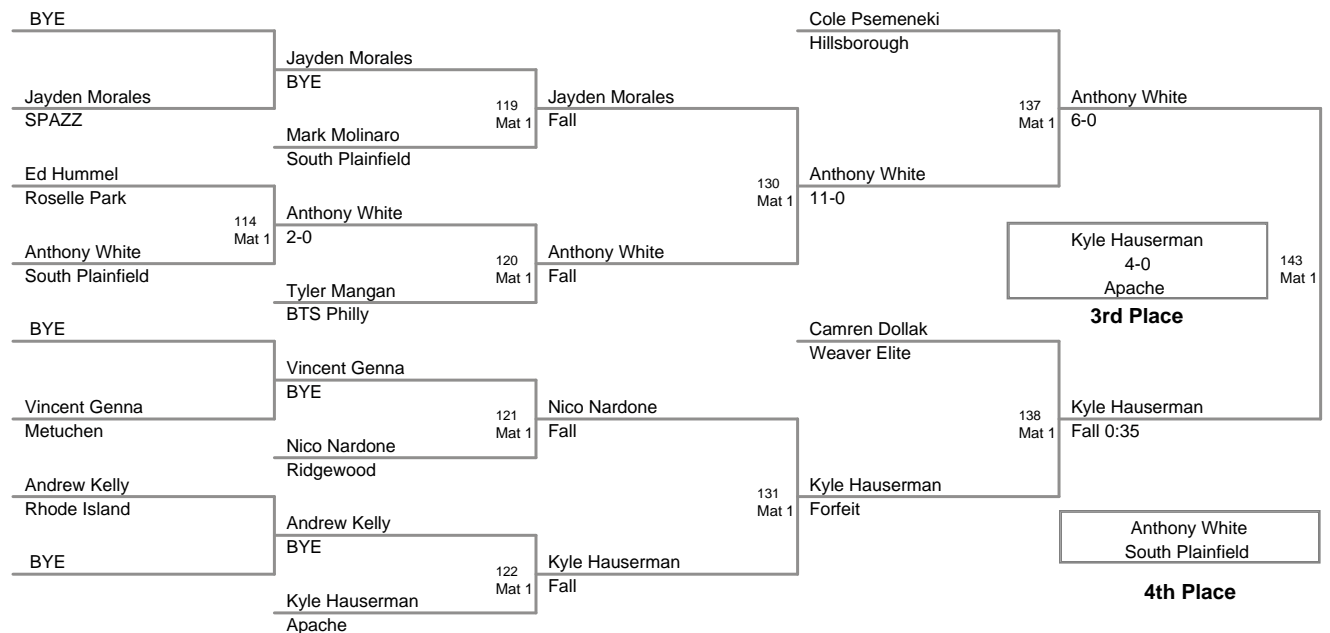 BYE
Jayden Morales
SPAZZ
Ed Hummel
Roselle Park
114
Mat 1
Anthony White
South Plainfield
BYE
Vincent Genna
Metuchen
Andrew Kelly
Rhode Island
BYE
Jayden Morales
BYE
119
Mat 1
Mark Molinaro
South Plainfield
Anthony White
2-0
120
Mat 1
Tyler Mangan
BTS Philly
Vincent Genna
BYE
121
Mat 1
Nico Nardone
Ridgewood
Andrew Kelly
BYE
122
Mat 1
Kyle Hauserman
Apache
Jayden Morales
Fall
130
Mat 1
Anthony White
Fall
Nico Nardone
Fall
131
Mat 1
Kyle Hauserman
Fall
Cole Psemeneki
Hillsborough
137
Mat 1
Anthony White
11-0
Camren Dollak
Weaver Elite
138
Mat 1
Kyle Hauserman
Forfeit
Anthony White
6-0
Kyle Hauserman
4-0
Apache
3rd Place
143
Mat 1
Kyle Hauserman
Fall 0:35
Anthony White
South Plainfield
4th Place